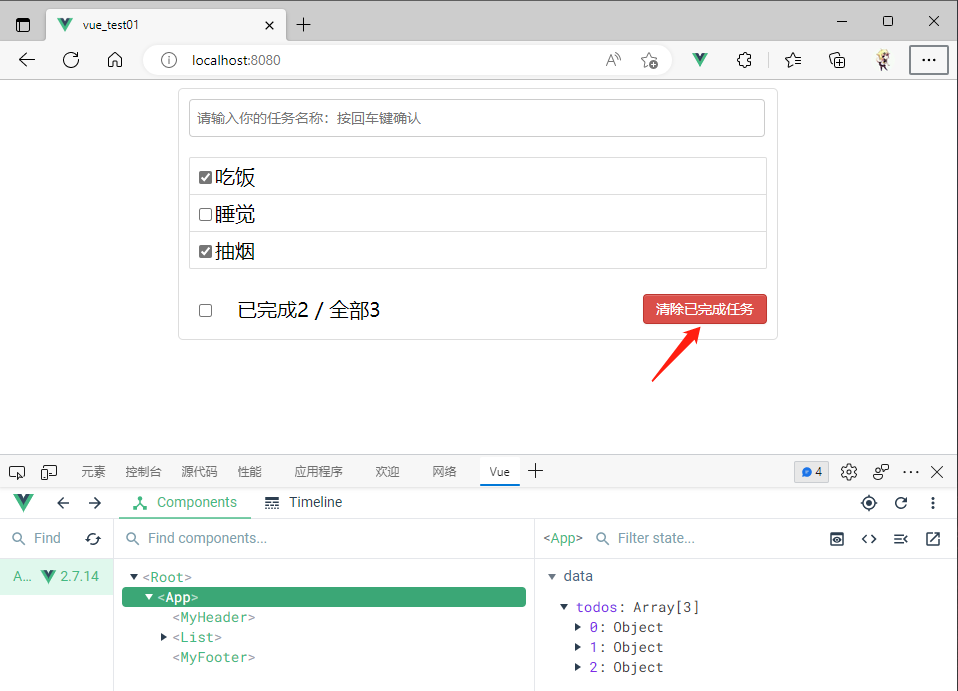 vue_test01
localhost:8080
请输入你的任务名称：按回车键确认
吃饭
睡觉
抽烟
已完成2 / 全部3
清除已完成任务
元素 控制台 源代码 性能 应用程序 欢迎 网络 Vue 4
Components Timeline
Find Find components... <App> Filter state...
A... 2.7.14
<Root>
<App>
<MyHeader>
<List>
<MyFooter>
data
todos: Array[3]
0: Object
1: Object
2: Object